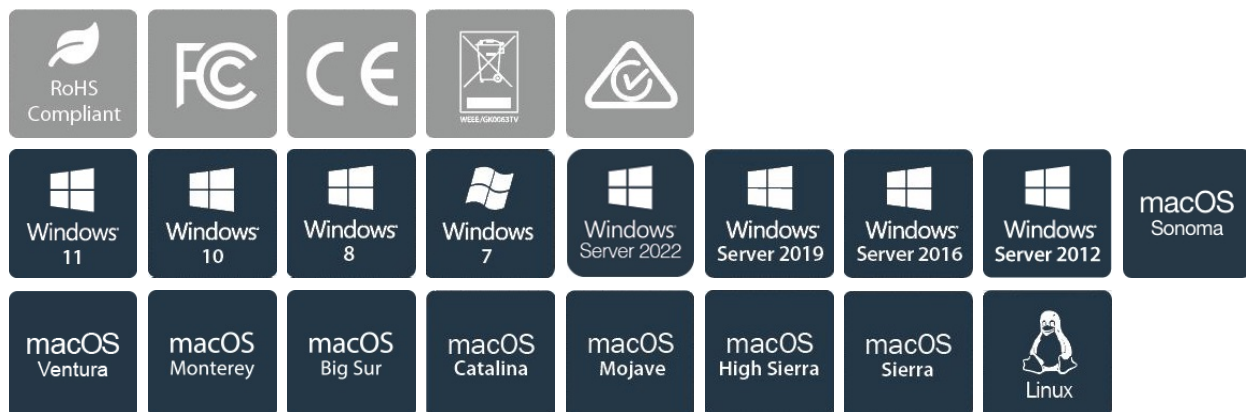 RoHS
Compliant
FC
CE
WEEE/GK0083TV
Windows
11
Windows
10
Windows
8
Windows
7
Windows
Server 2022
Windows
Server 2019
Windows
Server 2016
Windows
Server 2012
macOS
Sonoma
macOS
Ventura
macOS
Monterey
macOS
Big Sur
macOS
Catalina
macOS
Mojave
macOS
High Sierra
macOS
Sierra
Linux